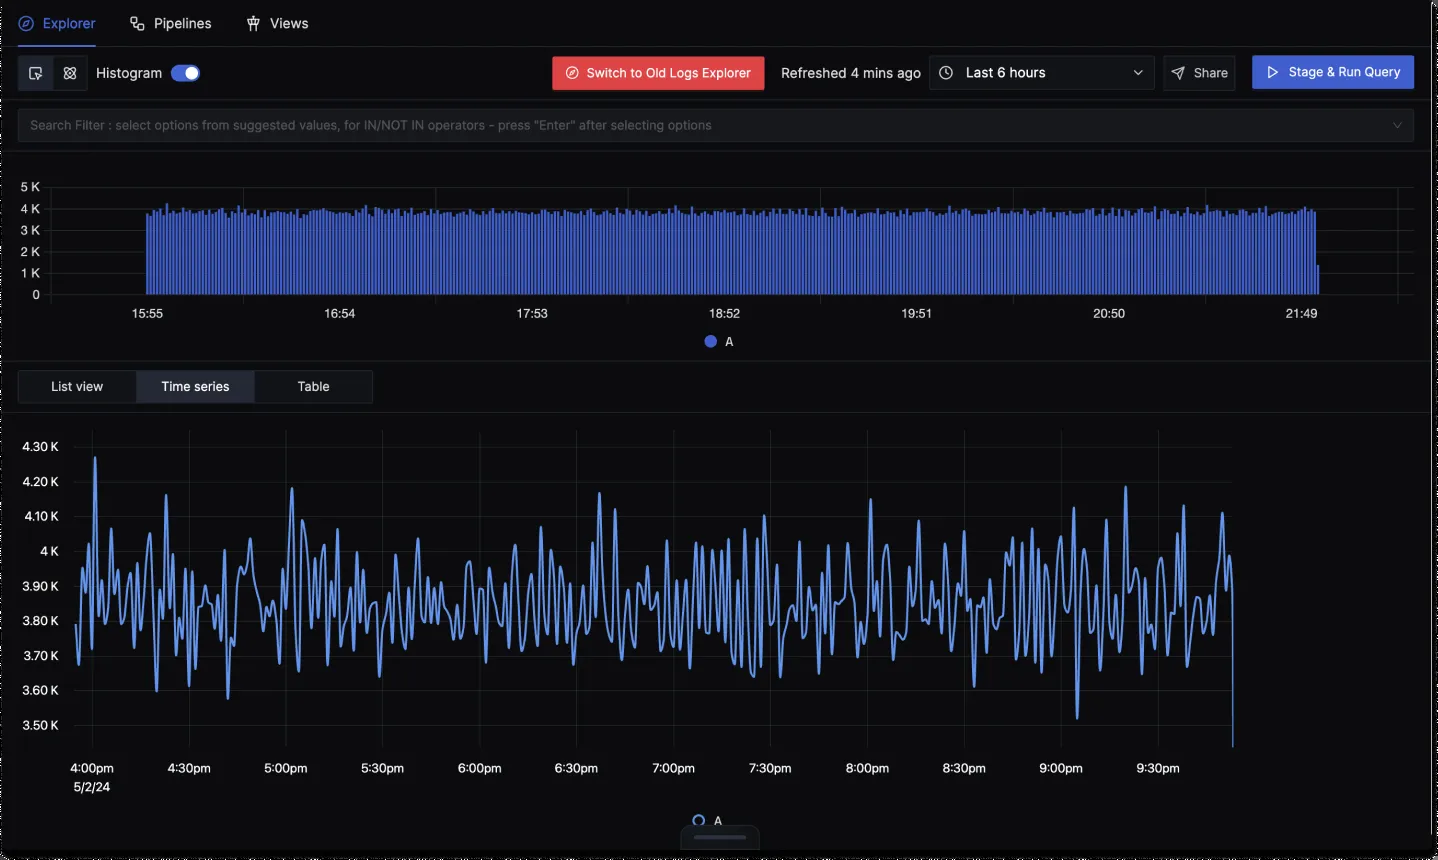 Explorer Pipelines Views
Histogram Switch to Old Logs Explorer Refreshed 4 mins ago Last 6 hours Share Stage & Run Query
Search Filter : select options from suggested values, for IN/NOT IN operators - press "Enter" after selecting options
5 K
4 K
3 K
2 K
1 K
0
15:55 16:54 17:53 18:52 19:51 20:50 21:49
A
List view Time series Table
4.30 K
4.20 K
4.10 K
4 K
3.90 K
3.80 K
3.70 K
3.60 K
3.50 K
4:00pm 4:30pm 5:00pm 5:30pm 6:00pm 6:30pm 7:00pm 7:30pm 8:00pm 8:30pm 9:00pm 9:30pm
5/2/24
A